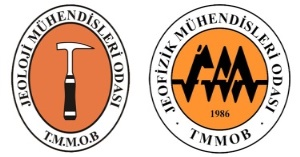 JEOLOJİ MÜHENDİSLERİ ODASI
T.M.M.O.B
JEOFİZİK MÜHENDİSLERİ ODASI
1986
· TMMOB ·